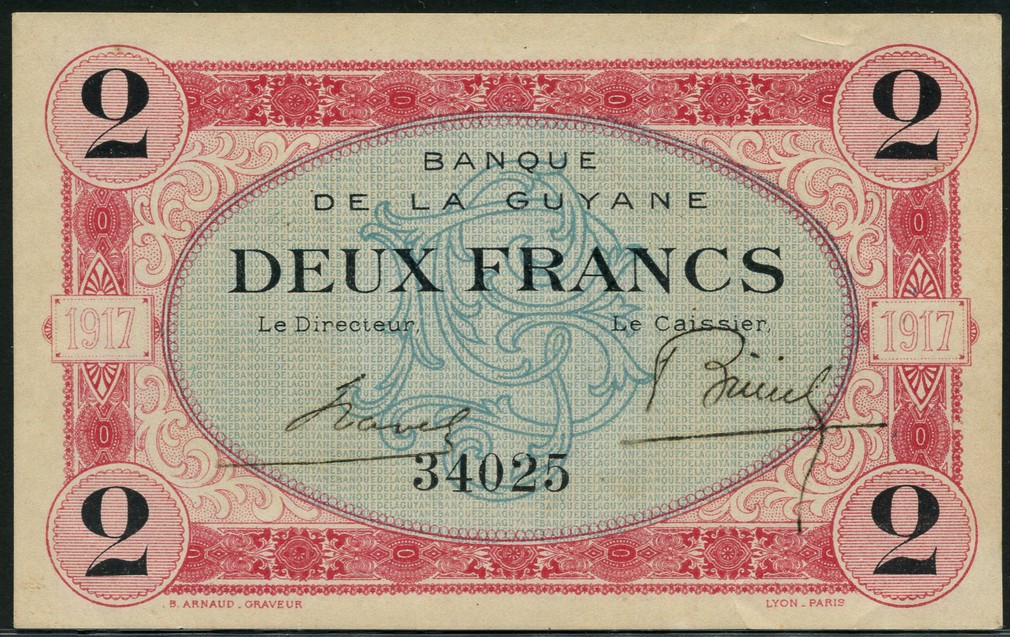 2 2
BANQUE
DE LA GUYANE
DEUX FRANCS
Le Directeur, Le Caissier,
1917 1917
34025
2 2
B. ARNAUD - GRAVEUR LYON - PARIS